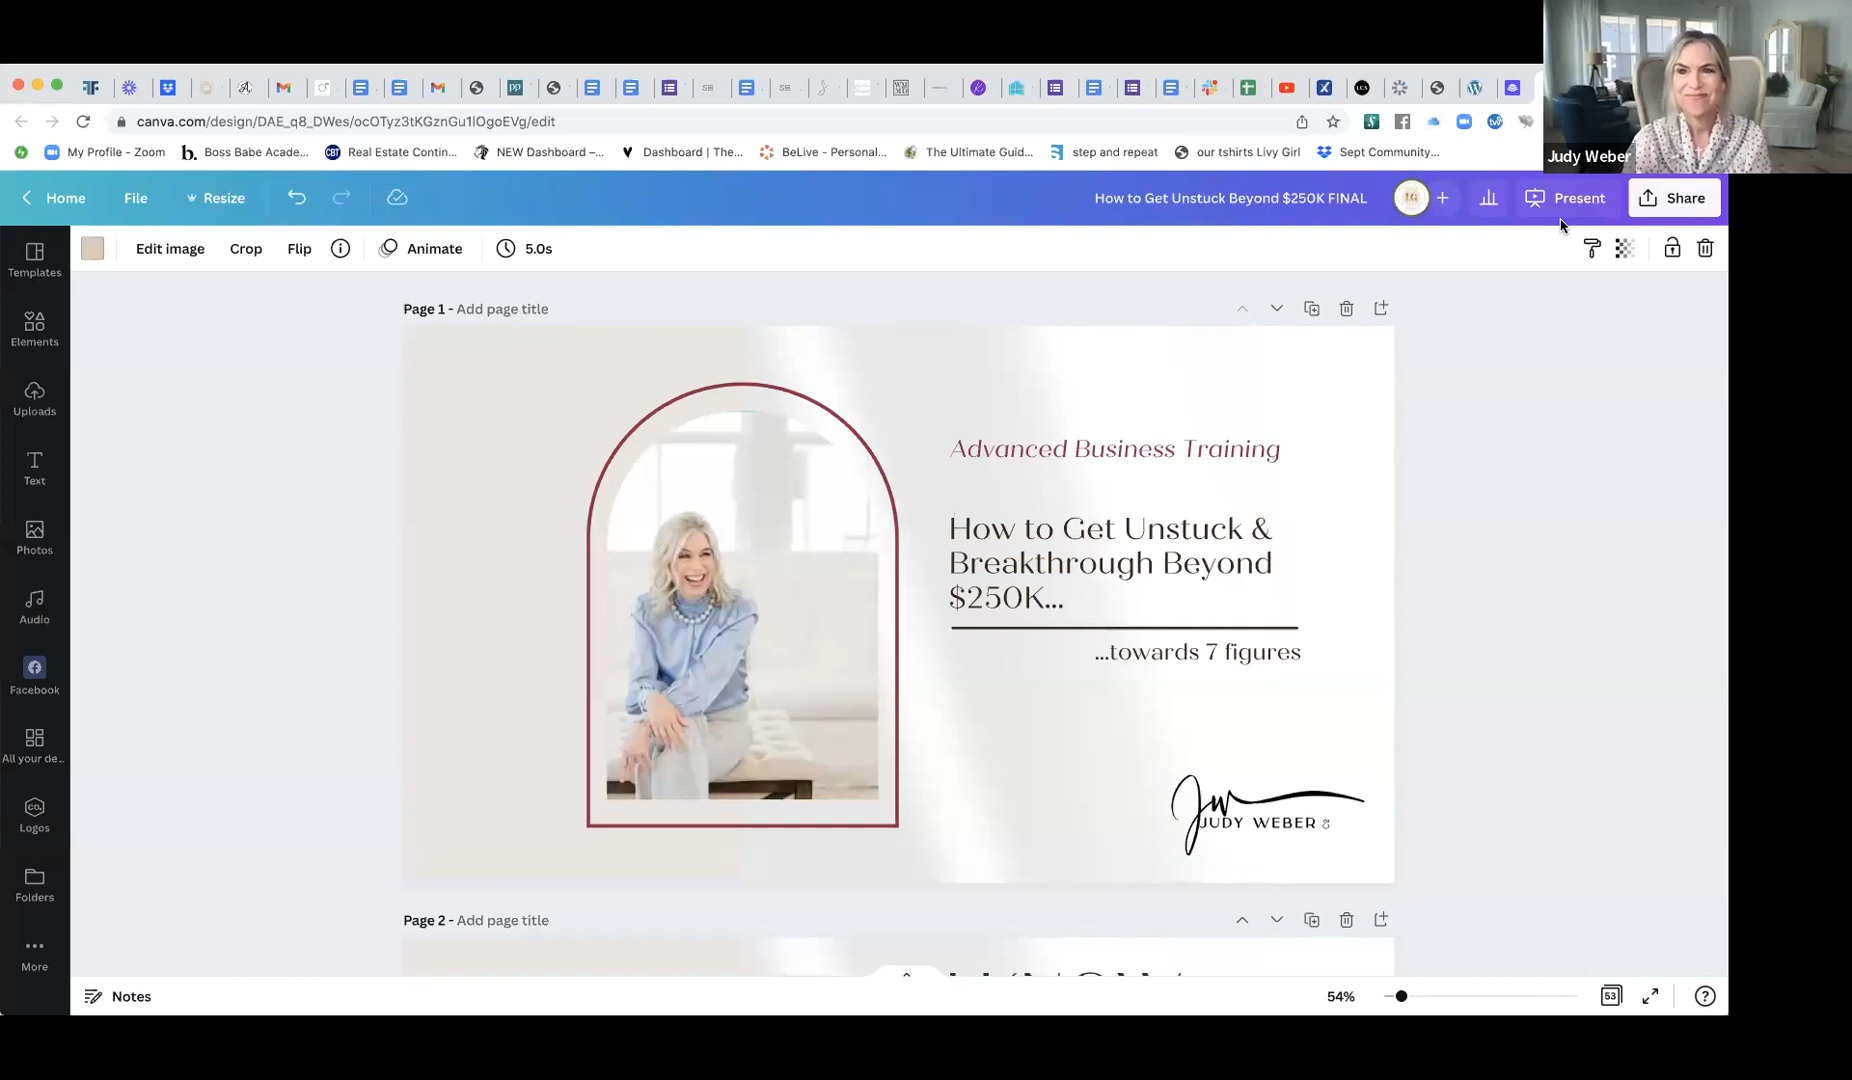 Judy Weber
canva.com/design/DAE_q8_DWes/ocOTyz3tKGznGu1lOgoEVg/edit
My Profile - Zoom
b. Boss Babe Acade...
CBT Real Estate Contin...
NEW Dashboard –...
Dashboard | The...
BeLive - Personal...
The Ultimate Guid...
step and repeat
our tshirts Livy Girl
Sept Community...
Home
File
Resize
How to Get Unstuck Beyond $250K FINAL
Present
Share
Edit image
Crop
Flip
Animate
5.0s
Templates
Elements
Uploads
Text
Photos
Audio
Facebook
All your de...
Logos
Folders
More
Page 1 - Add page title
Advanced Business Training
How to Get Unstuck &
Breakthrough Beyond
$250K...
...towards 7 figures
JW
JUDY WEBER CO
Page 2 - Add page title
Notes
54%
53